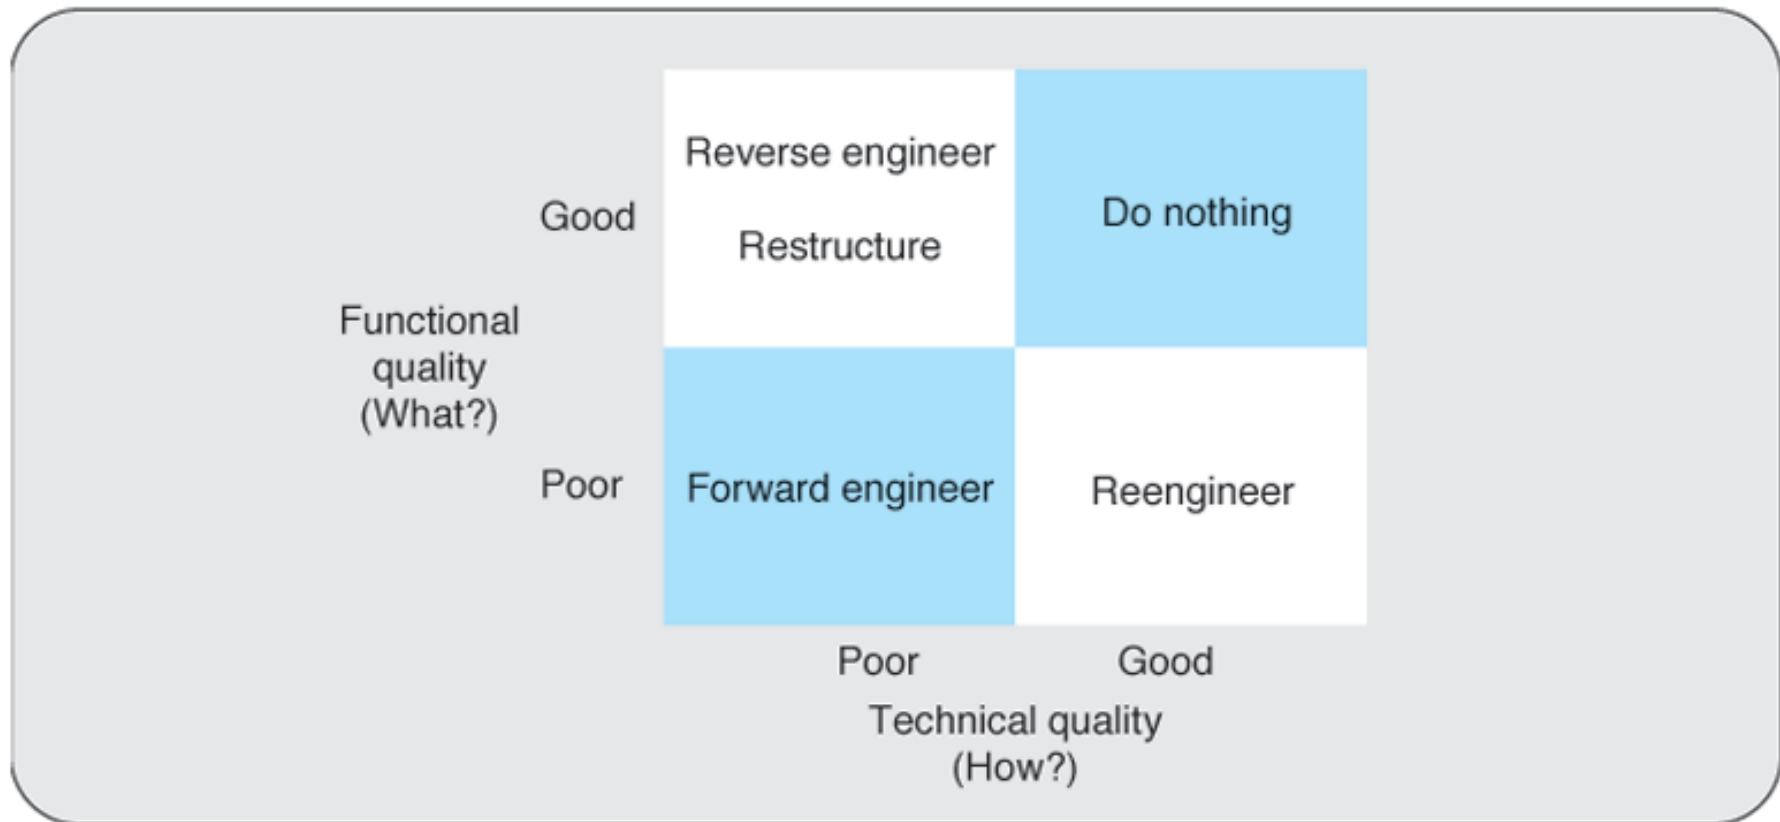 Reverse engineer
Restructure
Do nothing
Good
Functional
quality
(What?)
Poor
Forward engineer
Reengineer
Poor
Good
Technical quality
(How?)